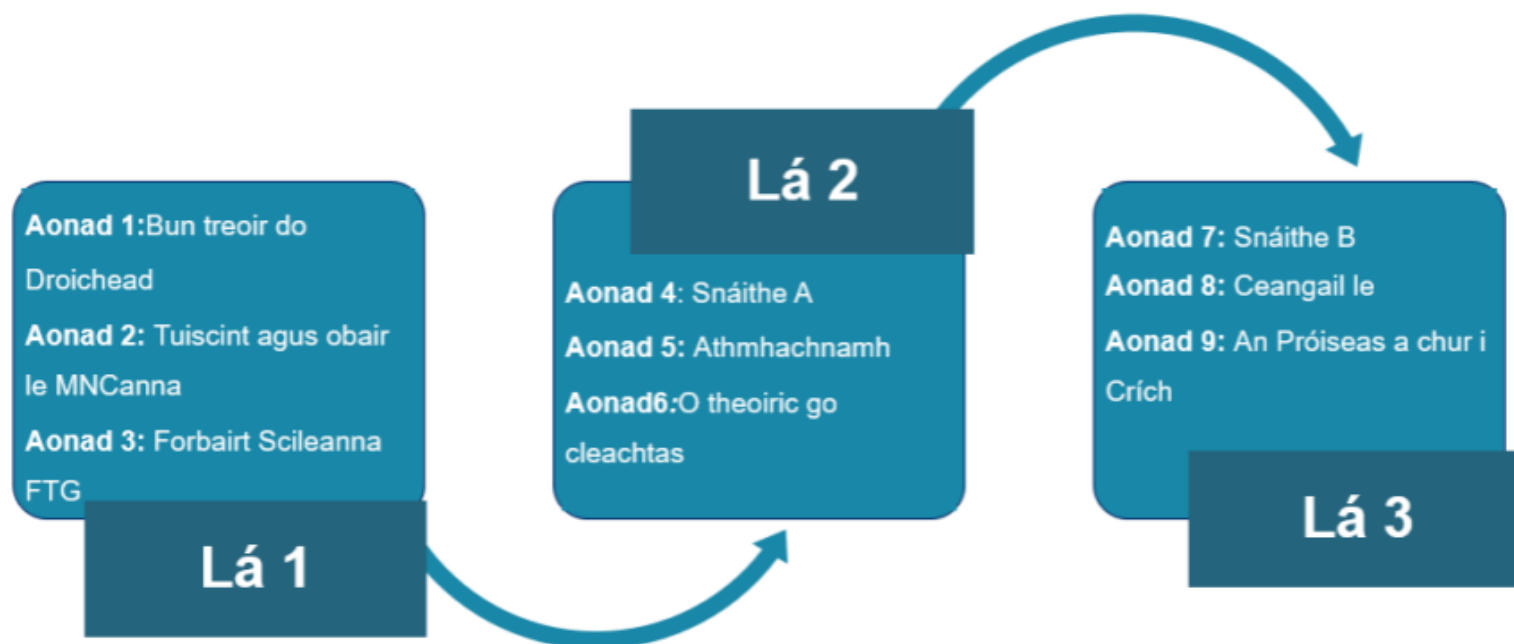 Aonad 1:Bun treoir do
Droichead
Aonad 2: Tuiscint agus obair
le MNCanna
Aonad 3: Forbairt Scileanna
FTG
Lá 1
Lá 2
Aonad 4: Snáithe A
Aonad 5: Athmhachnamh
Aonad6:O theoiric go
cleachtas
Aonad 7: Snáithe B
Aonad 8: Ceangail le
Aonad 9: An Próiseas a chur i
Crích
Lá 3